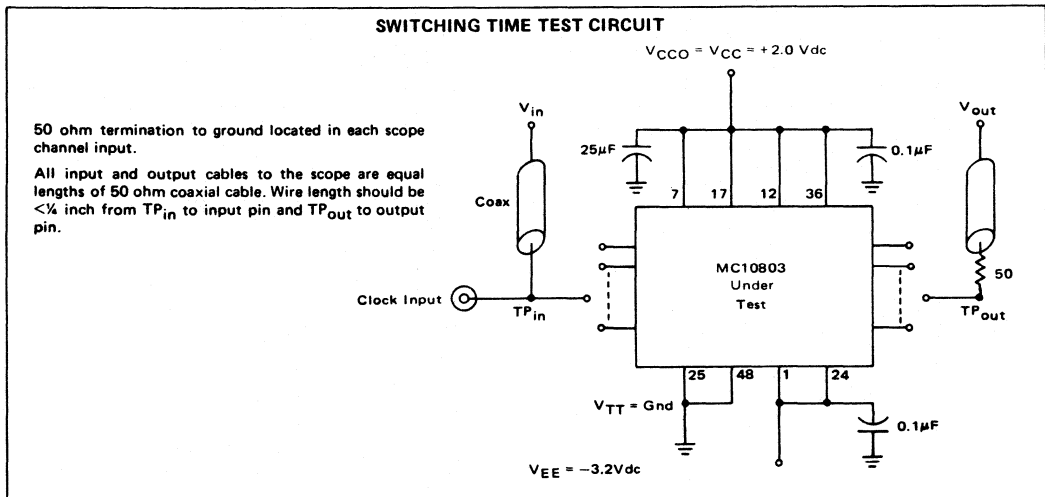 SWITCHING TIME TEST CIRCUIT
VCCO = VCC = +2.0 Vdc
Vin
Vout
50 ohm termination to ground located in each scope
channel input.
All input and output cables to the scope are equal
lengths of 50 ohm coaxial cable. Wire length should be
<¼ inch from TPin to input pin and TPout to output
pin.
25μF
0.1μF
Coax
7
17
12
36
MC10803
Under
Test
50
Clock Input
TPin
TPout
25
48
1
24
VTT = Gnd
0.1μF
VEE = −3.2Vdc